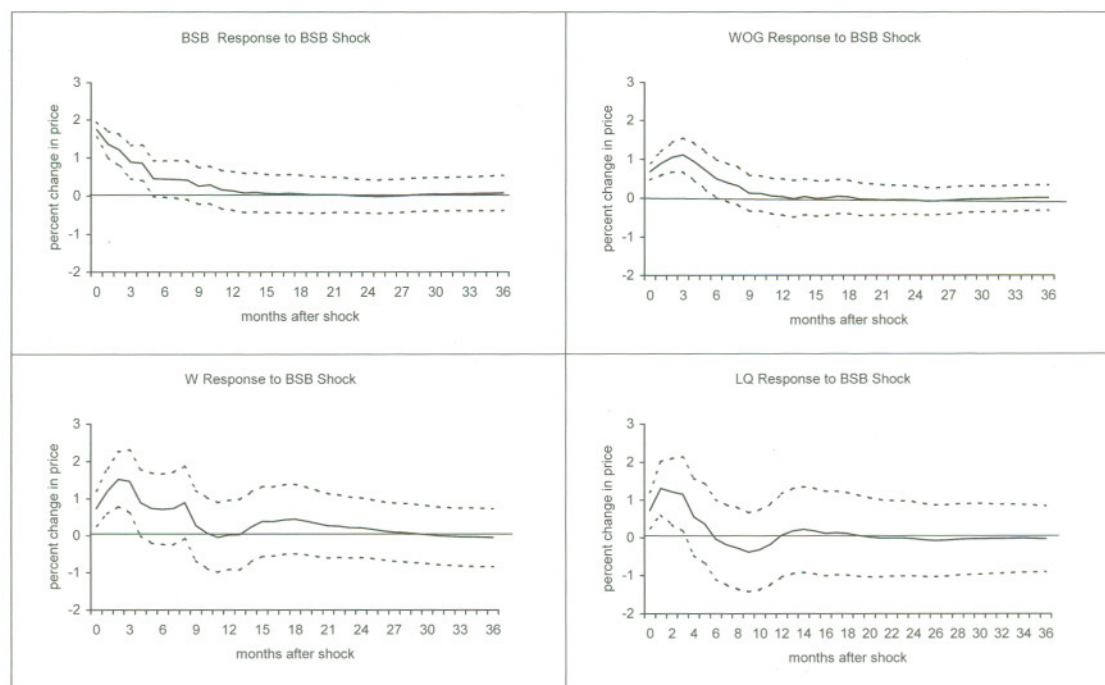 BSB Response to BSB Shock
percent change in price
3
2
1
0
-1
-2
0 3 6 9 12 15 18 21 24 27 30 33 36
months after shock
WOG Response to BSB Shock
percent change in price
3
2
1
0
-1
-2
0 3 6 9 12 15 18 21 24 27 30 33 36
months after shock
W Response to BSB Shock
percent change in price
3
2
1
0
-1
-2
0 3 6 9 12 15 18 21 24 27 30 33 36
months after shock
LQ Response to BSB Shock
percent change in price
3
2
1
0
-1
-2
0 2 4 6 8 10 12 14 16 18 20 22 24 26 28 30 32 34 36
months after shock